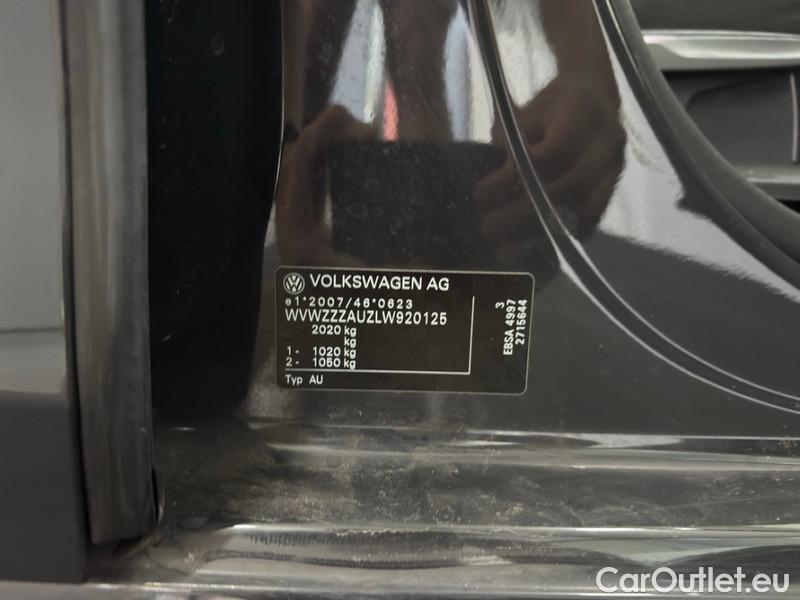 VOLKSWAGEN AG
e1*2007/46*0623
WVWZZZAUZLW920125
2020 kg
kg
1- 1020 kg
2- 1050 kg
Typ AU
3
EBSA 4997
2715644
CarOutlet.eu